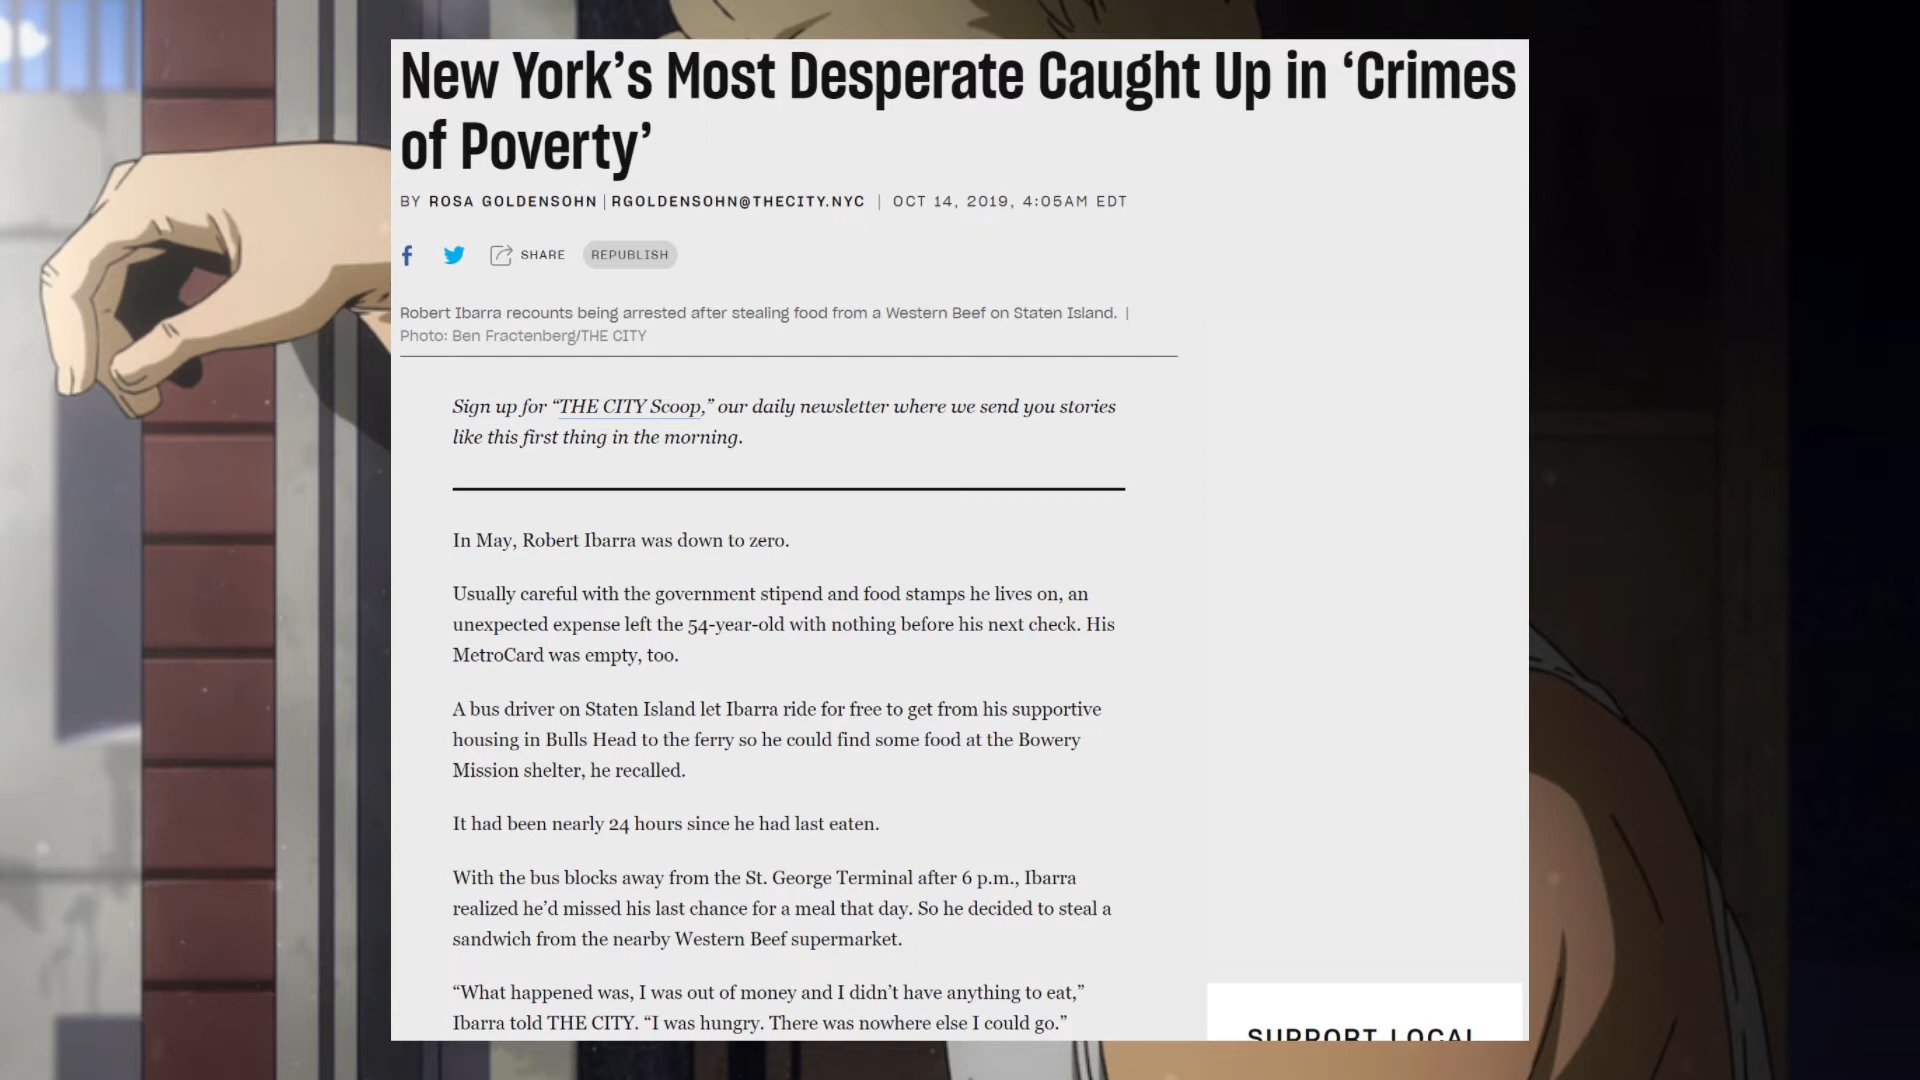 New York’s Most Desperate Caught Up in ‘Crimes
of Poverty’
BY ROSA GOLDENSOHN | RGOLDENSOHN@THECITY.NYC | OCT 14, 2019, 4:05AM EDT
SHARE REPUBLISH
Robert Ibarra recounts being arrested after stealing food from a Western Beef on Staten Island. |
Photo: Ben Fractenberg/THE CITY
Sign up for “THE CITY Scoop,” our daily newsletter where we send you stories
like this first thing in the morning.
In May, Robert Ibarra was down to zero.
Usually careful with the government stipend and food stamps he lives on, an
unexpected expense left the 54-year-old with nothing before his next check. His
MetroCard was empty, too.
A bus driver on Staten Island let Ibarra ride for free to get from his supportive
housing in Bulls Head to the ferry so he could find some food at the Bowery
Mission shelter, he recalled.
It had been nearly 24 hours since he had last eaten.
With the bus blocks away from the St. George Terminal after 6 p.m., Ibarra
realized he’d missed his last chance for a meal that day. So he decided to steal a
sandwich from the nearby Western Beef supermarket.
“What happened was, I was out of money and I didn’t have anything to eat,”
Ibarra told THE CITY. “I was hungry. There was nowhere else I could go.”
SUPPORT LOCAL